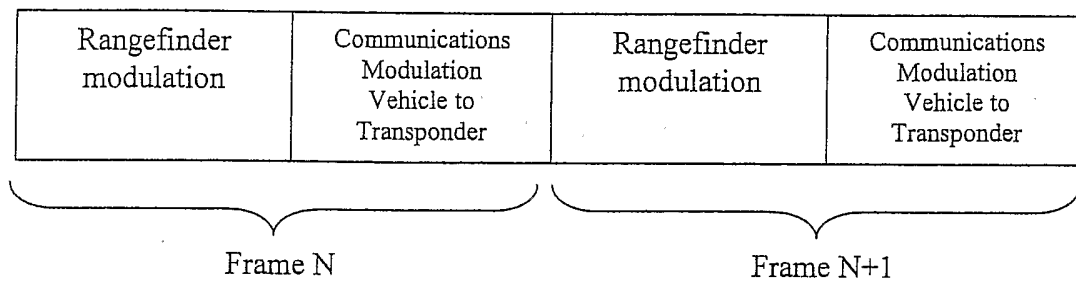 Rangefinder
modulation
Communications
Modulation
Vehicle to
Transponder
Rangefinder
modulation
Communications
Modulation
Vehicle to
Transponder
Frame N
Frame N+1